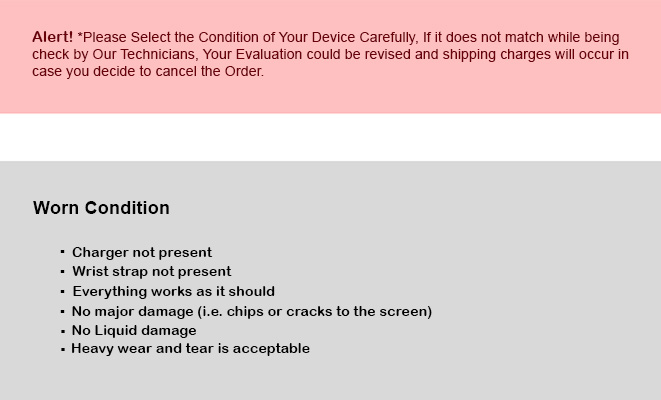 Alert! *Please Select the Condition of Your Device Carefully, If it does not match while being
check by Our Technicians, Your Evaluation could be revised and shipping charges will occur in
case you decide to cancel the Order.
Worn Condition
▪ Charger not present
▪ Wrist strap not present
▪ Everything works as it should
▪ No major damage (i.e. chips or cracks to the screen)
▪ No Liquid damage
▪ Heavy wear and tear is acceptable